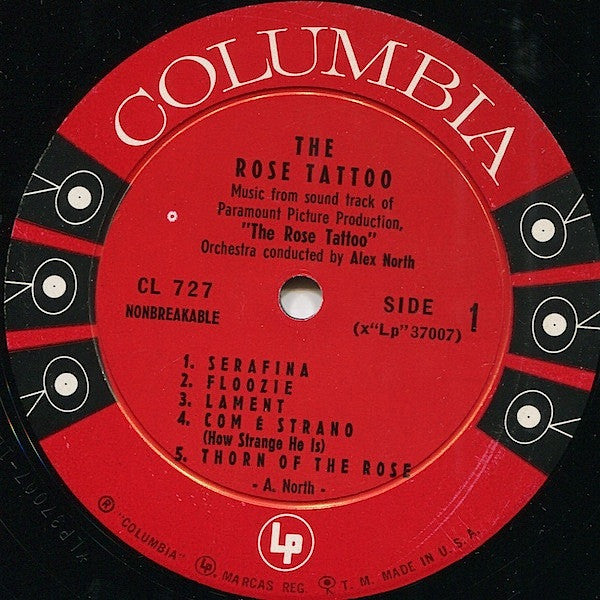 COLUMBIA
THE
ROSE TATTOO
Music from sound track of
Paramount Picture Production,
"The Rose Tattoo"
Orchestra conducted by Alex North
CL 727
NONBREAKABLE
SIDE 1
(x"Lp"37007)
1. SERAFINA
2. FLOOZIE
3. LAMENT
4. COM É STRANO
(How Strange He Is)
5. THORN OF THE ROSE
- A. North -
Lp
® "COLUMBIA" MARCAS REG. T. M. MADE IN U.S.A.